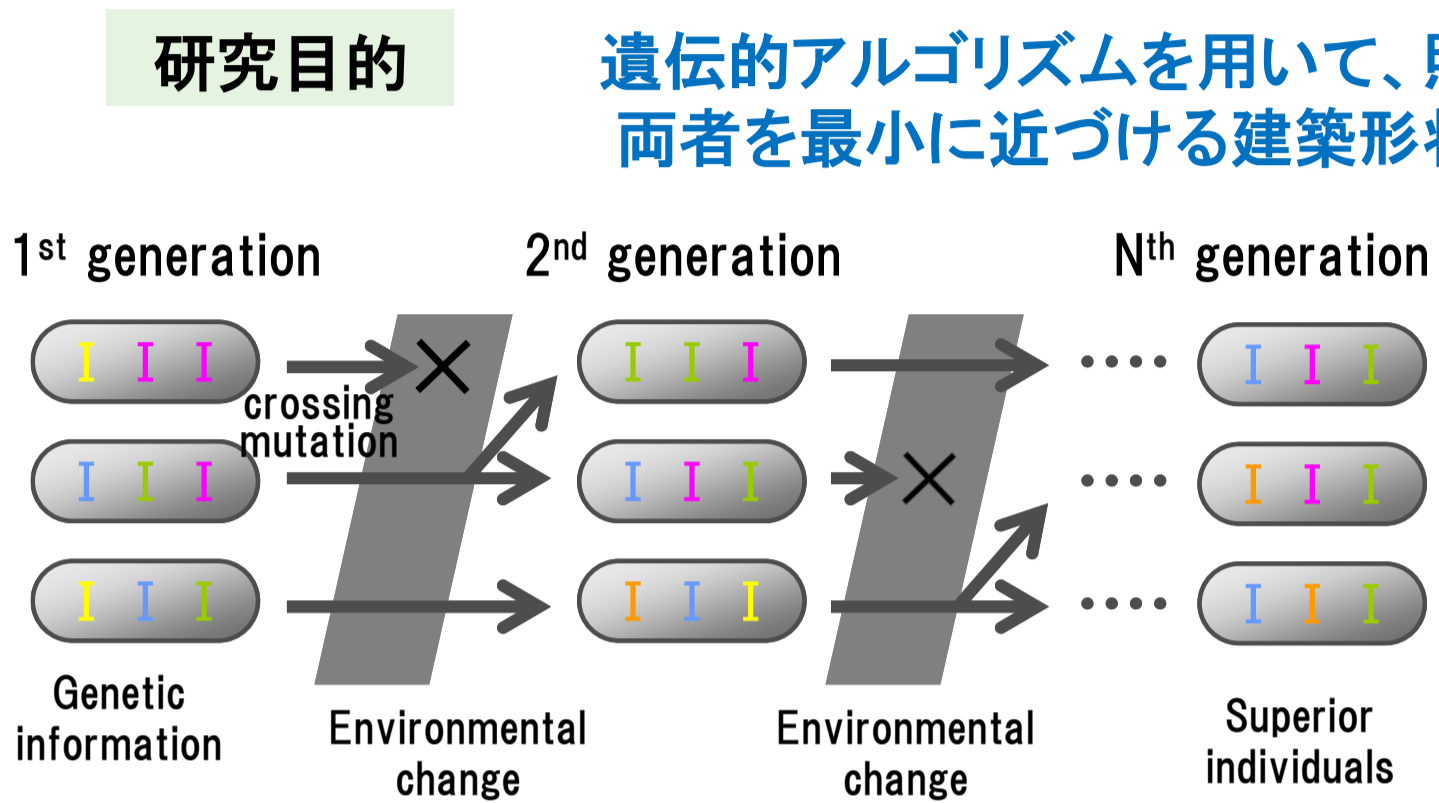 研究目的
遺伝的アルゴリズムを用いて、
両者を最小に近づける建築形状
1st generation
2nd generation
Nth generation
I I I
I I I
I I I
crossing
mutation
I I I
I I I
I I I
I I I
I I I
I I I
Genetic
information
Environmental
change
Environmental
change
Superior
individuals